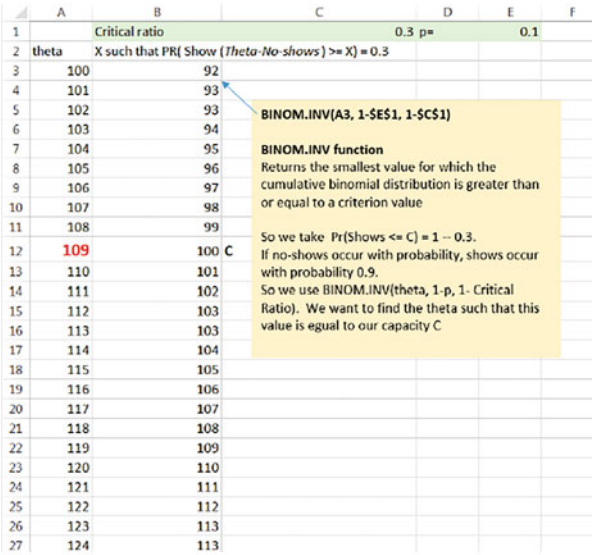 A B C D E F
1 Critical ratio 0.3 p= 0.1
2 theta X such that PR( Show (Theta-No-shows) >= X) = 0.3
3 100 92
4 101 93
5 102 93
6 103 94
7 104 95
8 105 96
9 106 97
10 107 98
11 108 99
12 109 100 C
13 110 101
14 111 102
15 112 103
16 113 103
17 114 104
18 115 105
19 116 106
20 117 107
21 118 108
22 119 109
23 120 110
24 121 111
25 122 112
26 123 113
27 124 113
BINOM.INV(A3, 1-$E$1, 1-$C$1)
BINOM.INV function
Returns the smallest value for which the
cumulative binomial distribution is greater than
or equal to a criterion value
So we take Pr(Shows <= C) = 1 -- 0.3.
If no-shows occur with probability, shows occur
with probability 0.9.
So we use BINOM.INV(theta, 1-p, 1- Critical
Ratio). We want to find the theta such that this
value is egual to our capacity C